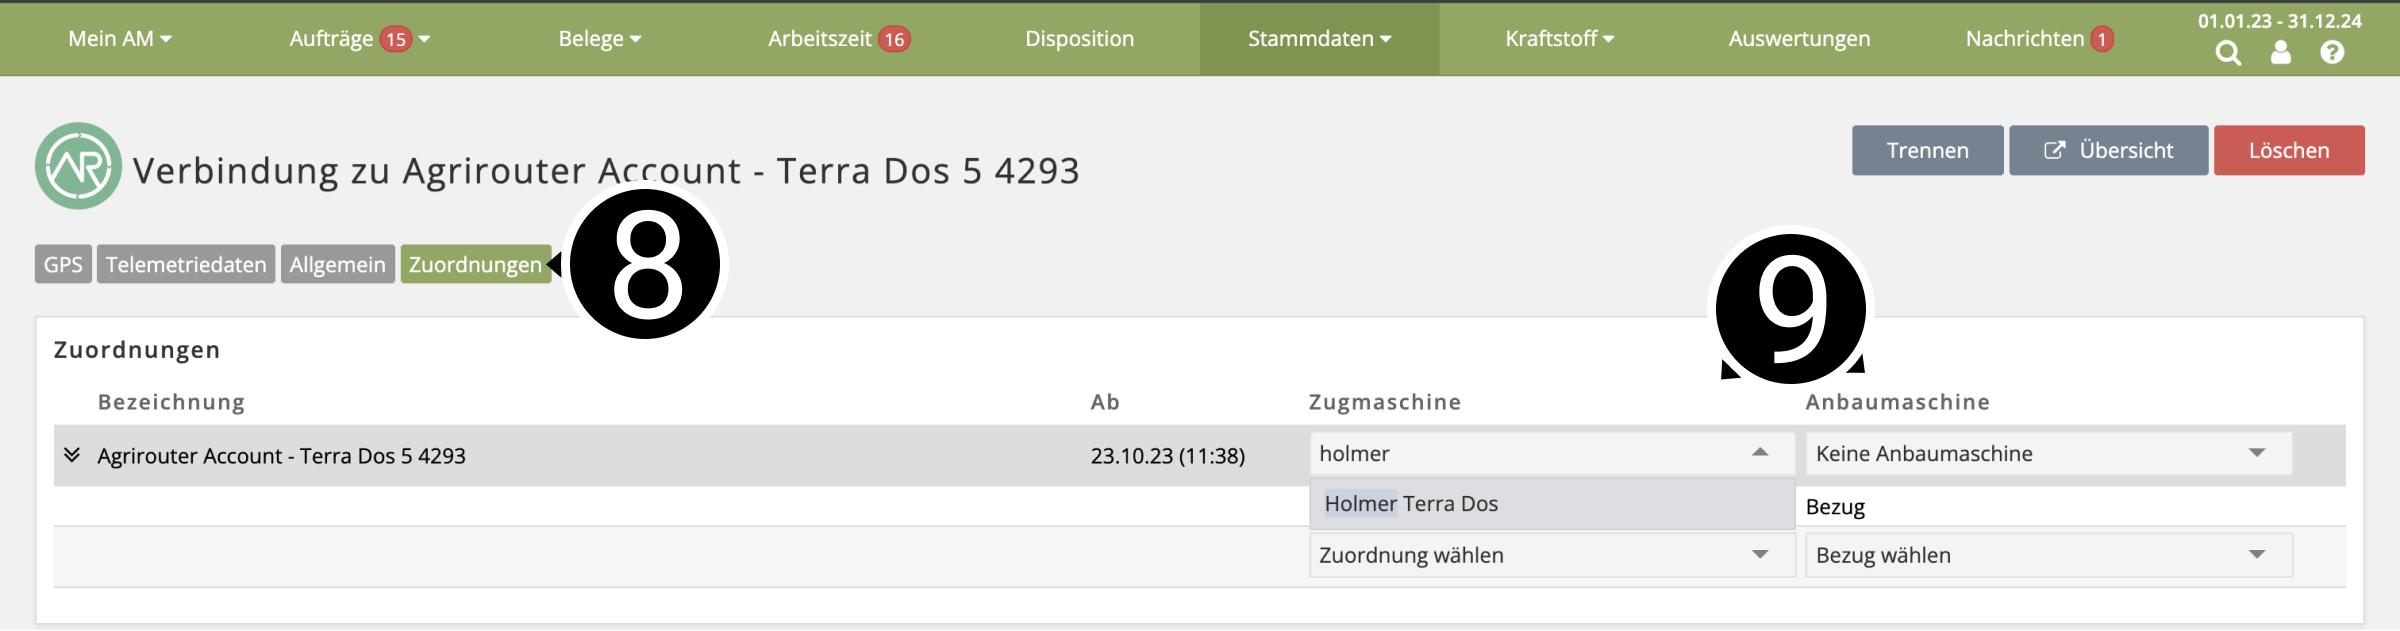 Mein AM Aufträge 15 Belege Arbeitszeit 16 Disposition Stammdaten Kraftstoff Auswertungen Nachrichten 1 01.01.23 - 31.12.24
AR Verbindung zu Agrirouter Account - Terra Dos 5 4293 Trennen Übersicht Löschen
GPS Telemetriedaten Allgemein Zuordnungen 8
9
Zuordnungen
Bezeichnung Ab Zugmaschine Anbaumaschine
Agrirouter Account - Terra Dos 5 4293 23.10.23 (11:38) holmer Keine Anbaumaschine
Holmer Terra Dos Bezug
Zuordnung wählen Bezug wählen